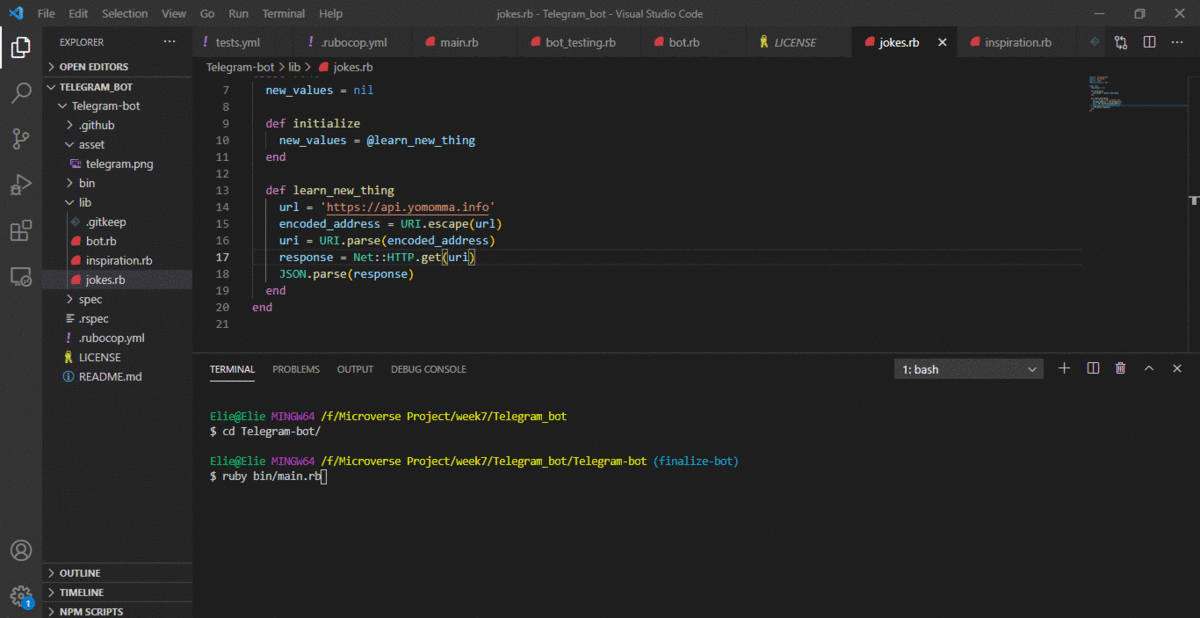 File Edit Selection View Go Run Terminal Help jokes.rb - Telegram_bot - Visual Studio Code
EXPLORER ···
! tests.yml ! .rubocop.yml main.rb bot_testing.rb bot.rb LICENSE jokes.rb inspiration.rb
OPEN EDITORS
TELEGRAM_BOT
Telegram-bot
.github
asset
telegram.png
bin
lib
.gitkeep
bot.rb
inspiration.rb
jokes.rb
spec
.rspec
! .rubocop.yml
LICENSE
README.md
OUTLINE
TIMELINE
NPM SCRIPTS
1
Telegram-bot > lib > jokes.rb
7 new_values = nil
8
9 def initialize
10 new_values = @learn_new_thing
11 end
12
13 def learn_new_thing
14 url = 'https://api.yomomma.info'
15 encoded_address = URI.escape(url)
16 uri = URI.parse(encoded_address)
17 response = Net::HTTP.get(uri)
18 JSON.parse(response)
19 end
20 end
21
TERMINAL PROBLEMS OUTPUT DEBUG CONSOLE 1: bash
Elie@Elie MINGW64 /f/Microverse Project/week7/Telegram_bot
$ cd Telegram-bot/
Elie@Elie MINGW64 /f/Microverse Project/week7/Telegram_bot/Telegram-bot (finalize-bot)
$ ruby bin/main.rb